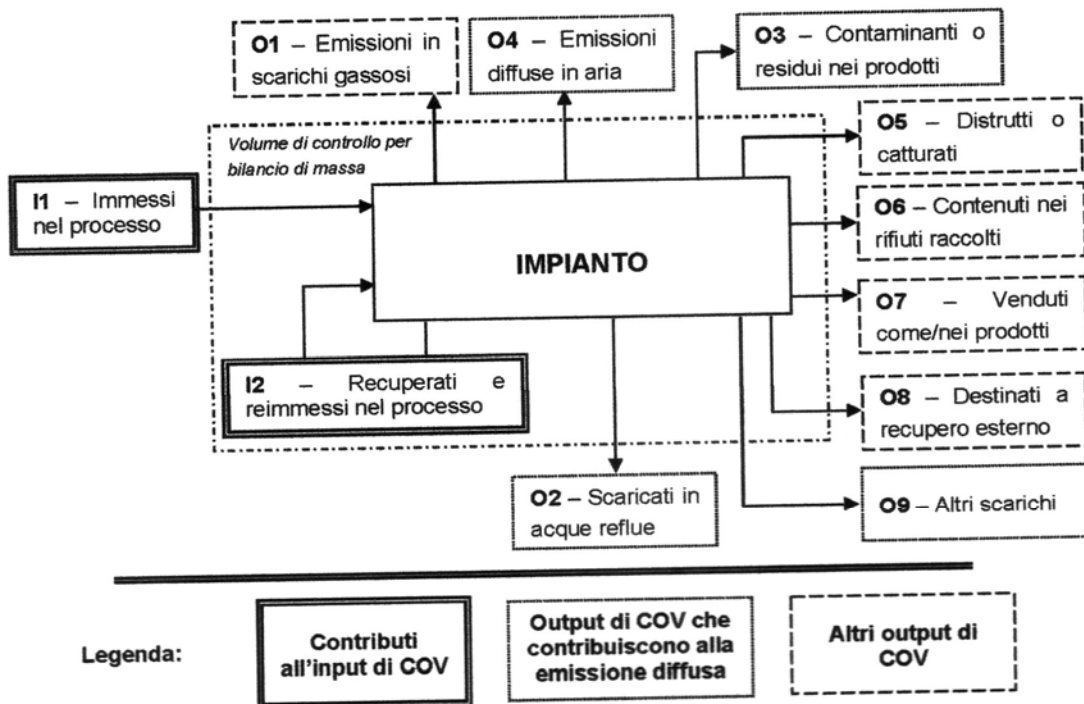 O1 – Emissioni in
scarichi gassosi
O4 – Emissioni
diffuse in aria
O3 – Contaminanti o
residui nei prodotti
Volume di controllo per
bilancio di massa
O5 – Distrutti o
catturati
I1 – Immessi
nel processo
O6 – Contenuti nei
rifiuti raccolti
IMPIANTO
O7 – Venduti
come/nei prodotti
I2 – Recuperati e
reimmessi nel processo
O8 – Destinati a
recupero esterno
O2 – Scaricati in
acque reflue
O9 – Altri scarichi
Legenda:
Contributi
all'input di COV
Output di COV che
contribuiscono alla
emissione diffusa
Altri output di
COV